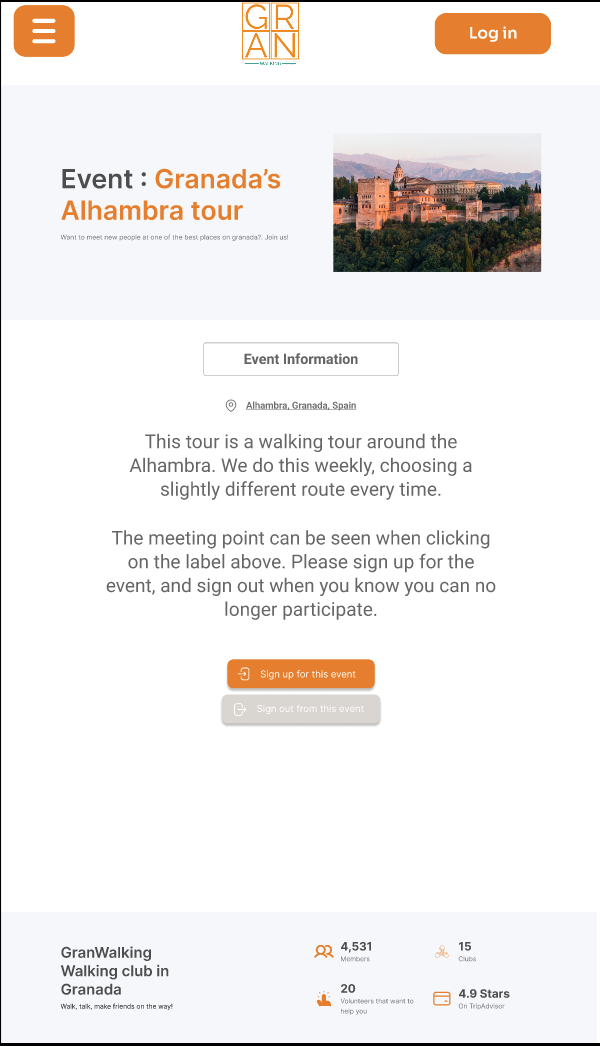 GR
AN
WALKING
Log in
Event : Granada's
Alhambra tour
Want to meet new people at one of the best places on granada?. Join us!
Event Information
Alhambra, Granada, Spain
This tour is a walking tour around the
Alhambra. We do this weekly, choosing a
slightly different route every time.
The meeting point can be seen when clicking
on the label above. Please sign up for the
event, and sign out when you know you can no
longer participate.
Sign up for this event
Sign out from this event
GranWalking
Walking club in
Granada
Walk, talk, make friends on the way!
4,531
Members
15
Clubs
20
Volunteers that want to
help you
4.9 Stars
On TripAdvisor